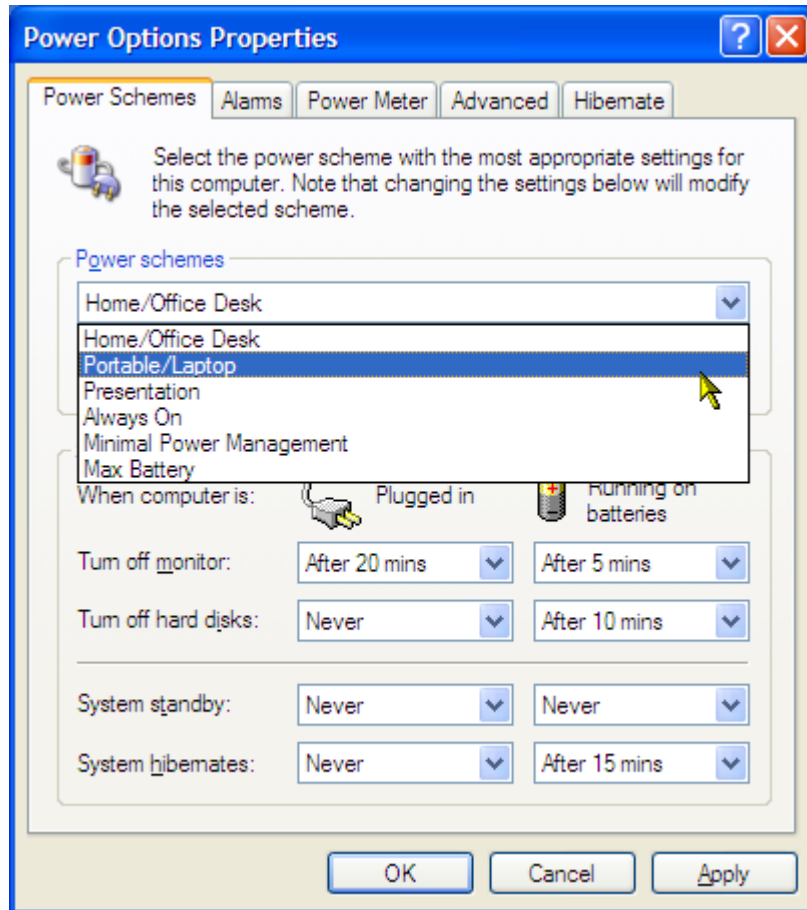 Power Options Properties
Power Schemes Alarms Power Meter Advanced Hibernate
Select the power scheme with the most appropriate settings for
this computer. Note that changing the settings below will modify
the selected scheme.
Power schemes
Home/Office Desk
Home/Office Desk
Portable/Laptop
Presentation
Always On
Minimal Power Management
Max Battery
When computer is: Plugged in Running on
batteries
Turn off monitor: After 20 mins After 5 mins
Turn off hard disks: Never After 10 mins
System standby: Never Never
System hibernates: Never After 15 mins
OK Cancel Apply